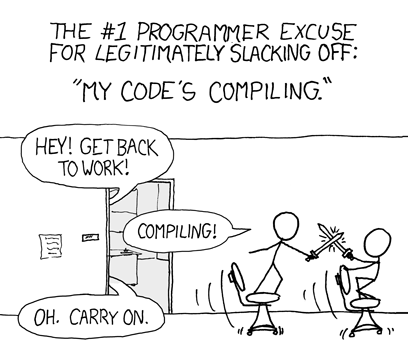 THE #1 PROGRAMMER EXCUSE
FOR LEGITIMATELY SLACKING OFF:
"MY CODE'S COMPILING."
HEY! GET BACK
TO WORK!
COMPILING!
OH. CARRY ON.